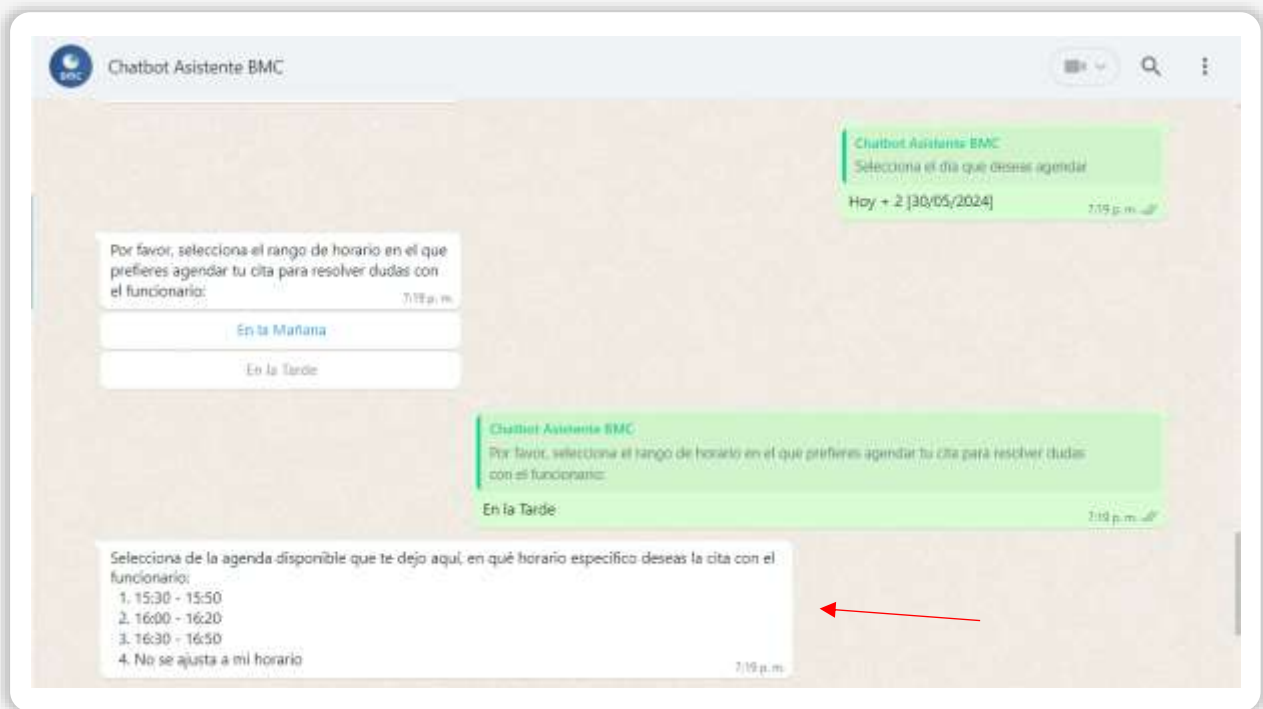 BMC
Chatbot Asistente BMC
Chatbot Asistente BMC
Selecciona el día que deseas agendar
Hoy + 2 [30/05/2024]
7:19 p. m.
Por favor, selecciona el rango de horario en el que
prefieres agendar tu cita para resolver dudas con
el funcionario:
7:19 p. m.
En la Mañana
En la Tarde
Chatbot Asistente BMC
Por favor, selecciona el rango de horario en el que prefieres agendar tu cita para resolver dudas
con el funcionario:
En la Tarde
7:19 p. m.
Selecciona de la agenda disponible que te dejo aquí, en qué horario específico deseas la cita con el
funcionario:
1. 15:30 - 15:50
2. 16:00 - 16:20
3. 16:30 - 16:50
4. No se ajusta a mi horario
7:19 p. m.